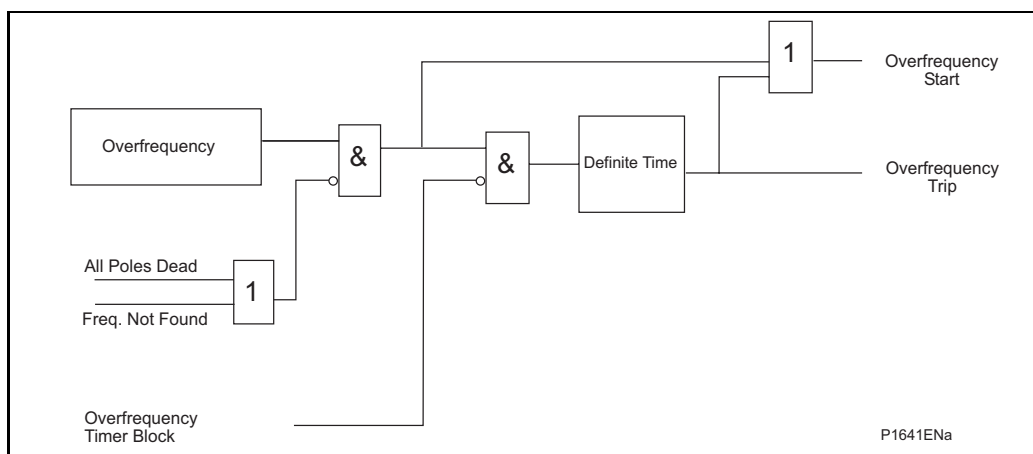 1
Overfrequency
Start
Overfrequency
&
&
Definite Time
Overfrequency
Trip
All Poles Dead
1
Freq. Not Found
Overfrequency
Timer Block
P1641ENa